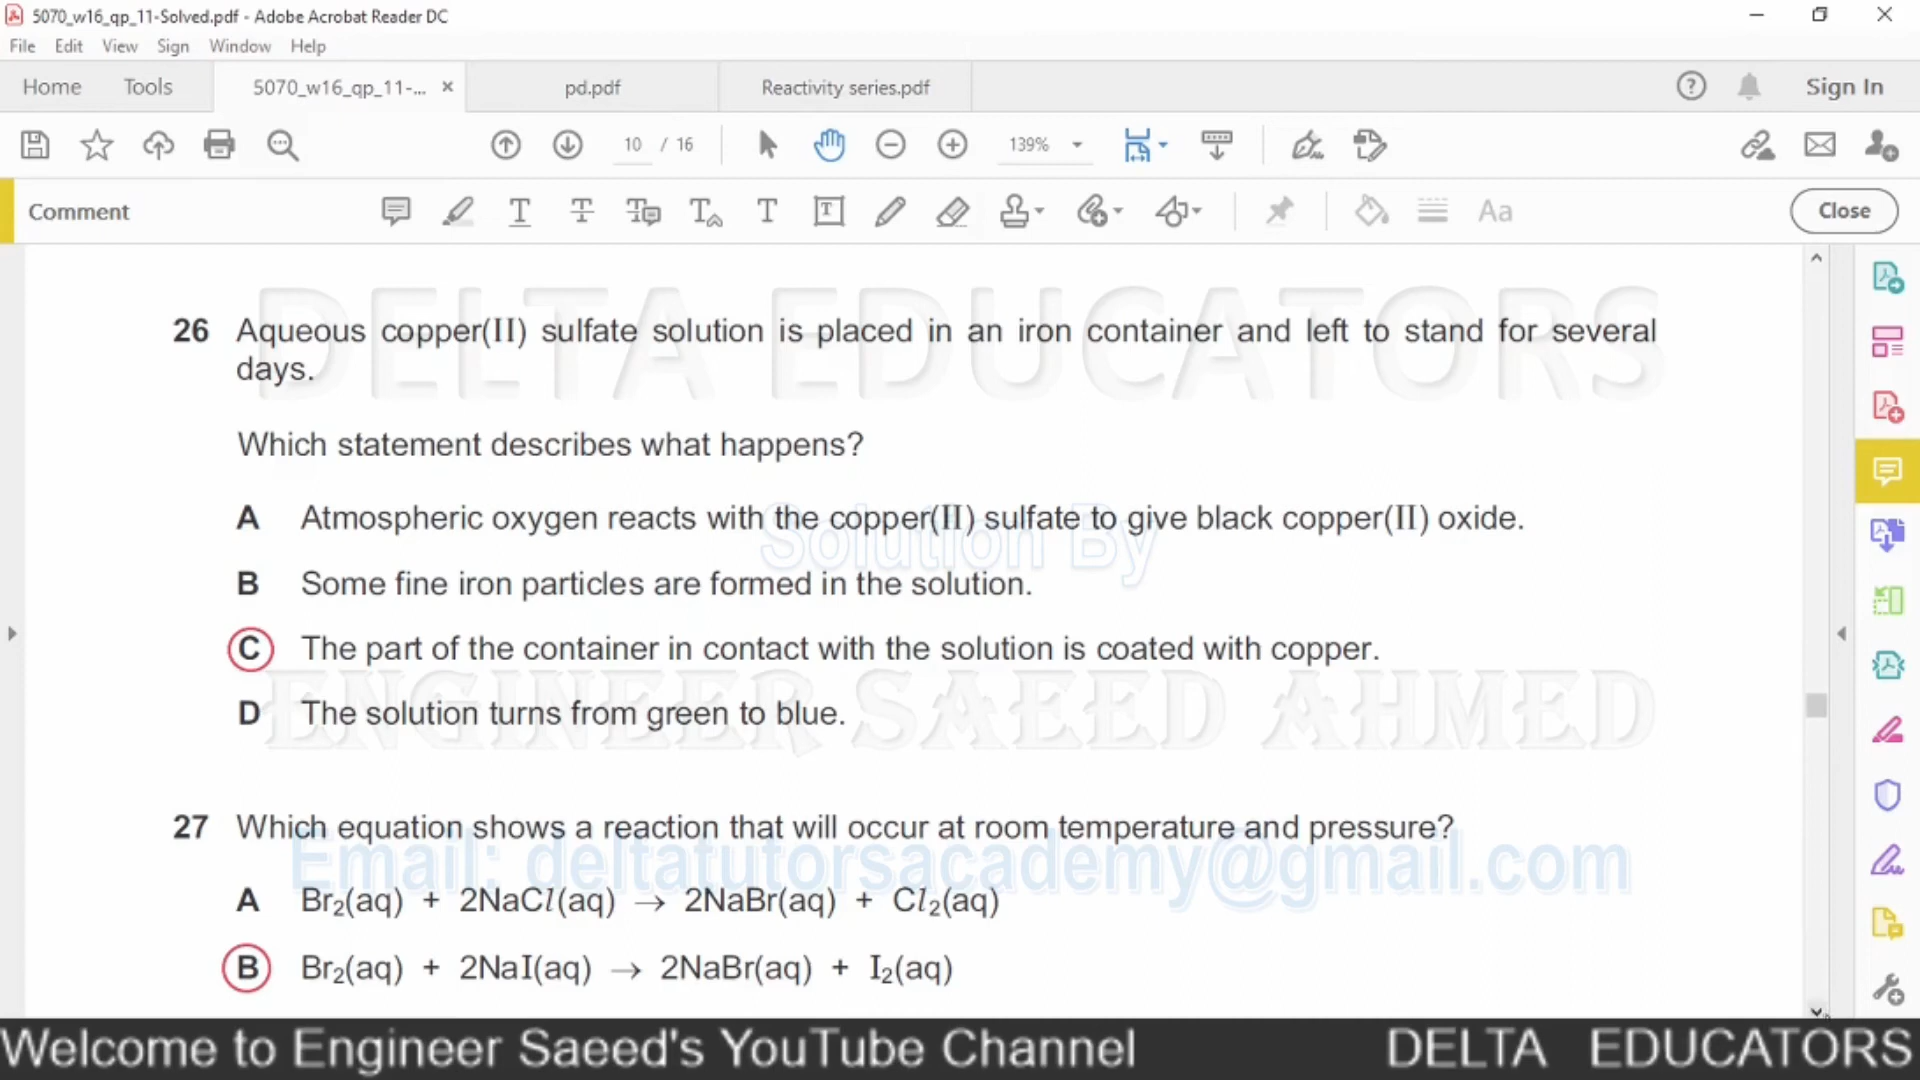 5070_w16_qp_11-Solved.pdf - Adobe Acrobat Reader DC
File Edit View Sign Window Help
Home Tools 5070_w16_qp_11-... × pd.pdf Reactivity series.pdf Sign In
10 / 16 139%
Comment Aa Close
DELTA EDUCATORS
26 Aqueous copper(II) sulfate solution is placed in an iron container and left to stand for several
days.
Which statement describes what happens?
A Atmospheric oxygen reacts with the copper(II) sulfate to give black copper(II) oxide.
Solution By
B Some fine iron particles are formed in the solution.
C The part of the container in contact with the solution is coated with copper.
ENGINEER SAEED AHMED
D The solution turns from green to blue.
27 Which equation shows a reaction that will occur at room temperature and pressure?
Email: deltatutorsacademy@gmail.com
A Br₂(aq) + 2NaCl(aq) → 2NaBr(aq) + Cl₂(aq)
B Br₂(aq) + 2NaI(aq) → 2NaBr(aq) + I₂(aq)
Welcome to Engineer Saeed's YouTube Channel DELTA EDUCATORS